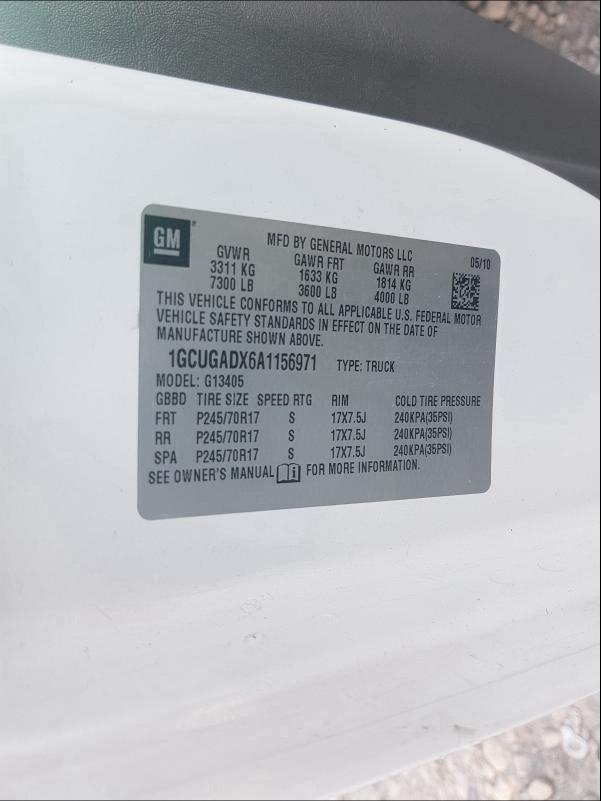 GM
MFD BY GENERAL MOTORS LLC 05/10
GVWR GAWR FRT GAWR RR
3311 KG 1633 KG 1814 KG
7300 LB 3600 LB 4000 LB
THIS VEHICLE CONFORMS TO ALL APPLICABLE U.S. FEDERAL MOTOR
VEHICLE SAFETY STANDARDS IN EFFECT ON THE DATE OF
MANUFACTURE SHOWN ABOVE.
1GCUGADX6A1156971 TYPE: TRUCK
MODEL: G13405
GBBD TIRE SIZE SPEED RTG RIM COLD TIRE PRESSURE
FRT P245/70R17 S 17X7.5J 240KPA(35PSI)
RR P245/70R17 S 17X7.5J 240KPA(35PSI)
SPA P245/70R17 S 17X7.5J 240KPA(35PSI)
SEE OWNER'S MANUAL FOR MORE INFORMATION.